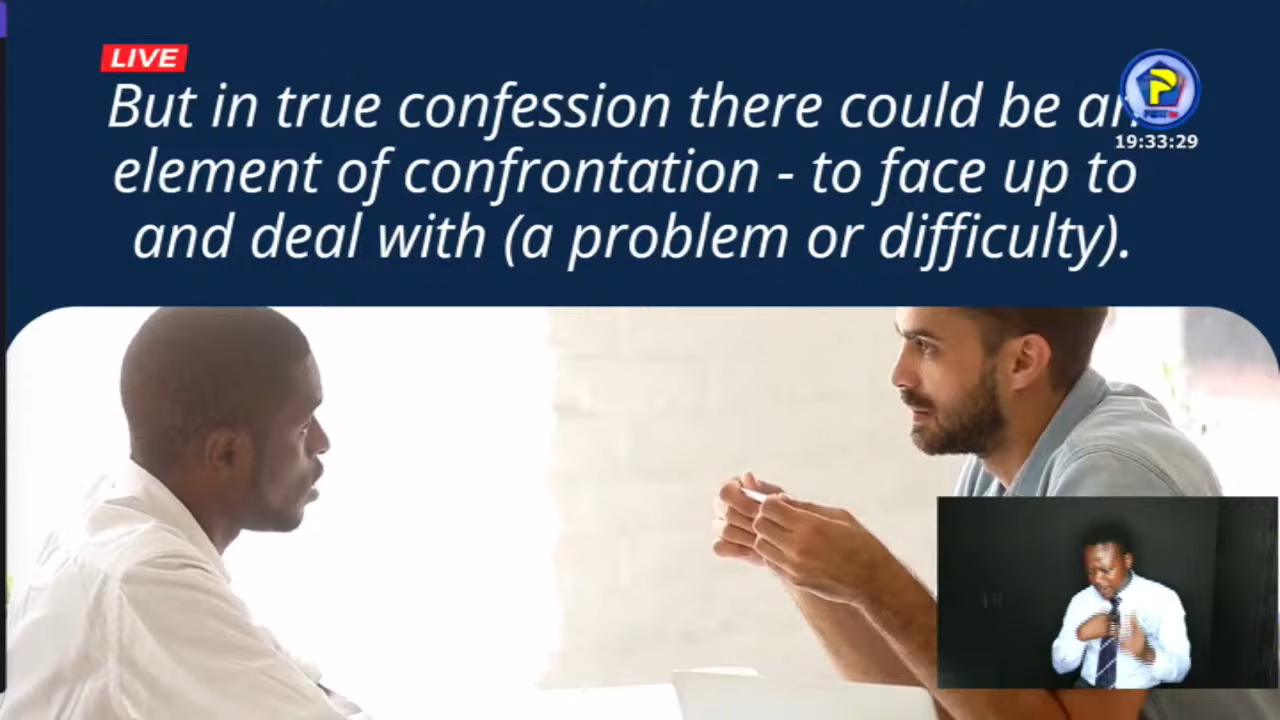 LIVE
But in true confession there could be an
19:33:29
element of confrontation - to face up to
and deal with (a problem or difficulty).
P